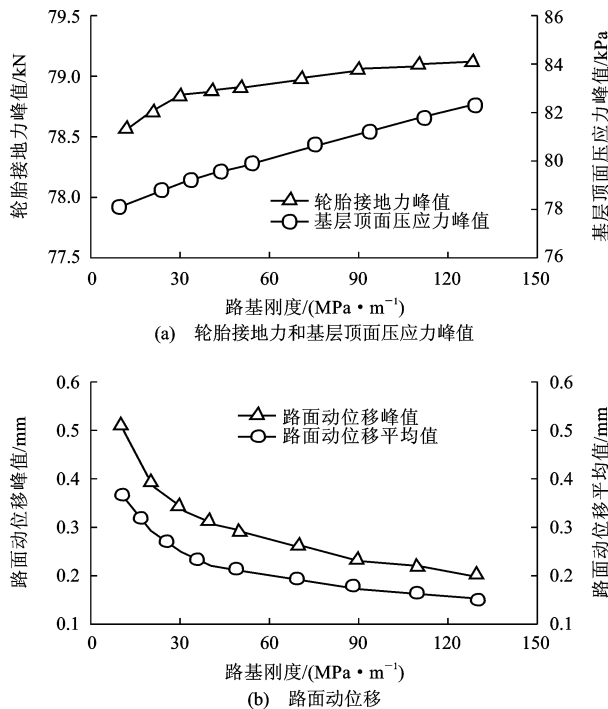 79.5
79.0
78.5
78.0
77.5
轮胎接地力峰值/kN
86
84
82
80
78
76
基层顶面压应力峰值/kPa
轮胎接地力峰值
基层顶面压应力峰值
0 30 60 90 120 150
路基刚度/(MPa·m⁻¹)
(a) 轮胎接地力和基层顶面压应力峰值
0.6
0.5
0.4
0.3
0.2
0.1
路面动位移峰值/mm
0.6
0.5
0.4
0.3
0.2
0.1
路面动位移平均值/mm
路面动位移峰值
路面动位移平均值
0 30 60 90 120 150
路基刚度/(MPa·m⁻¹)
(b) 路面动位移